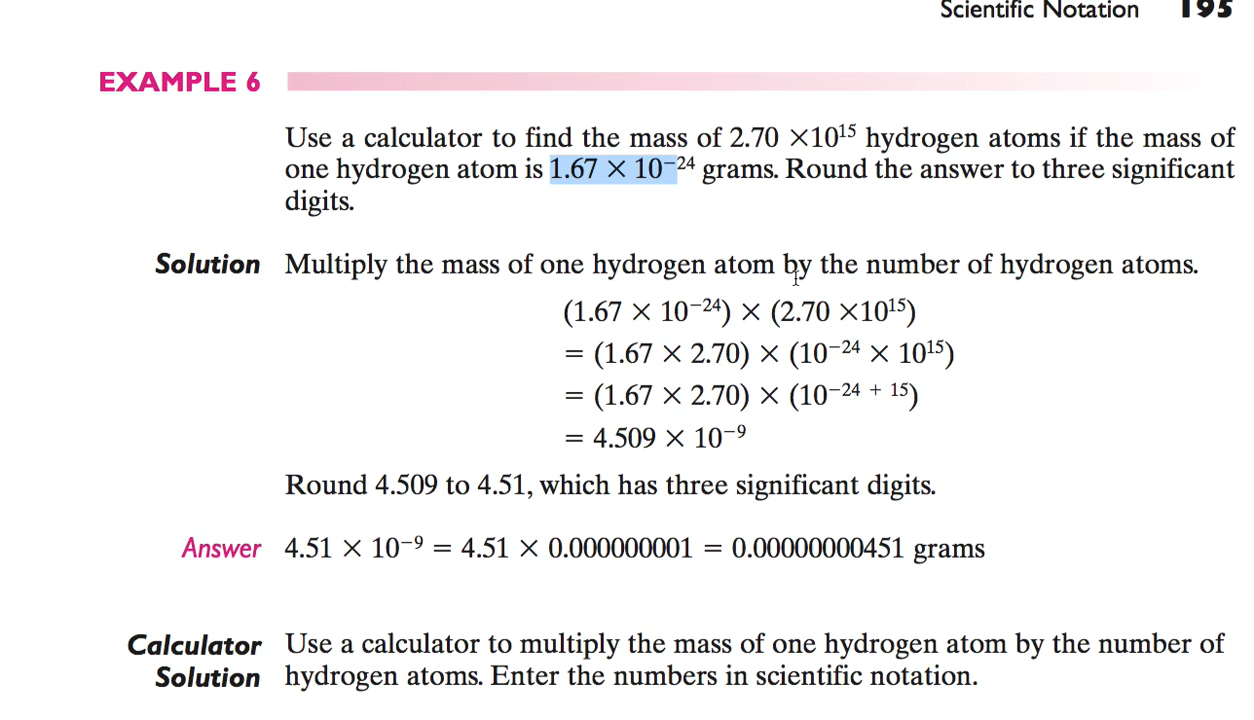 Scientific Notation 195
EXAMPLE 6
Use a calculator to find the mass of 2.70 ×10¹⁵ hydrogen atoms if the mass of
one hydrogen atom is 1.67 × 10⁻²⁴ grams. Round the answer to three significant
digits.
Solution Multiply the mass of one hydrogen atom by the number of hydrogen atoms.
(1.67 × 10⁻²⁴) × (2.70 ×10¹⁵)
= (1.67 × 2.70) × (10⁻²⁴ × 10¹⁵)
= (1.67 × 2.70) × (10⁻²⁴ ⁺ ¹⁵)
= 4.509 × 10⁻⁹
Round 4.509 to 4.51, which has three significant digits.
Answer 4.51 × 10⁻⁹ = 4.51 × 0.000000001 = 0.00000000451 grams
Calculator Use a calculator to multiply the mass of one hydrogen atom by the number of
Solution hydrogen atoms. Enter the numbers in scientific notation.